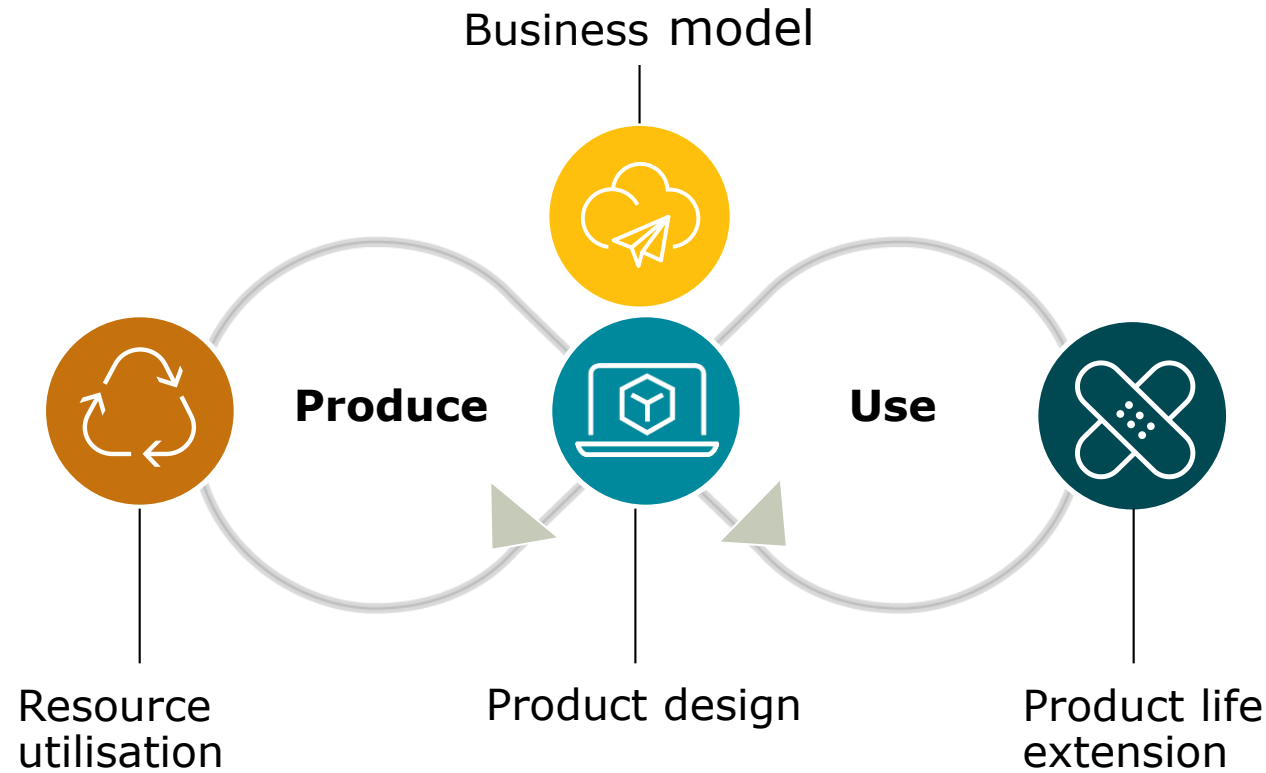 Business model
Produce
Use
Resource
utilisation
Product design
Product life
extension